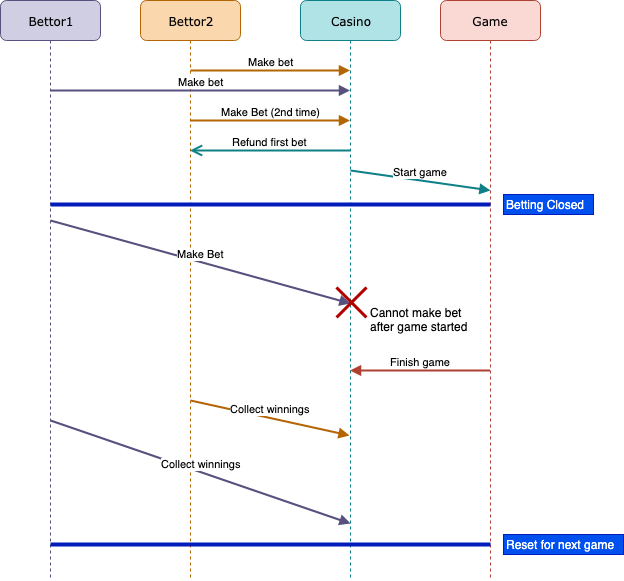 Bettor1
Bettor2
Casino
Game
Make bet
Make bet
Make Bet (2nd time)
Refund first bet
Start game
Betting Closed
Make Bet
Cannot make bet
after game started
Finish game
Collect winnings
Collect winnings
Reset for next game